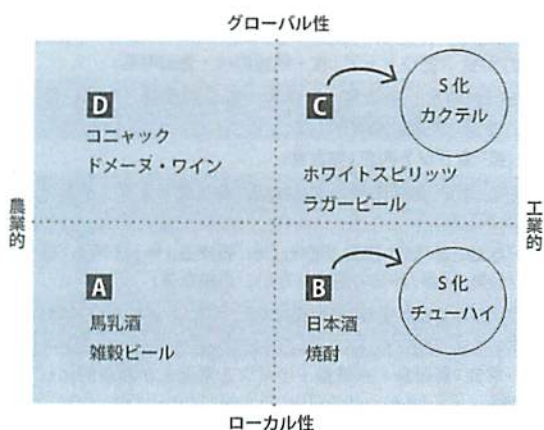 グローバル性
D
コニャック
ドメーヌ・ワイン
C
S化
カクテル
ホワイトスピリッツ
ラガービール
農業的
工業的
A
馬乳酒
雑穀ビール
B
日本酒
焼酎
S化
チューハイ
ローカル性